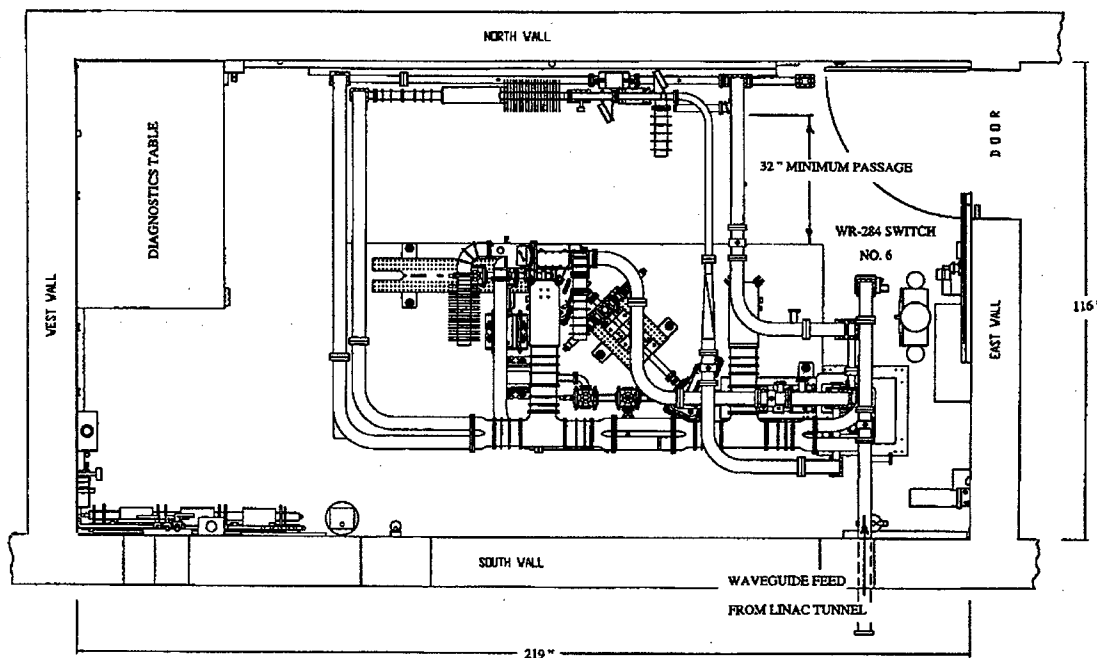 NORTH WALL
DIAGNOSTICS TABLE
WEST WALL
32" MINIMUM PASSAGE
DOOR
WR-284 SWITCH
NO. 6
EAST WALL
116"
SOUTH WALL
WAVEGUIDE FEED
FROM LINAC TUNNEL
219"